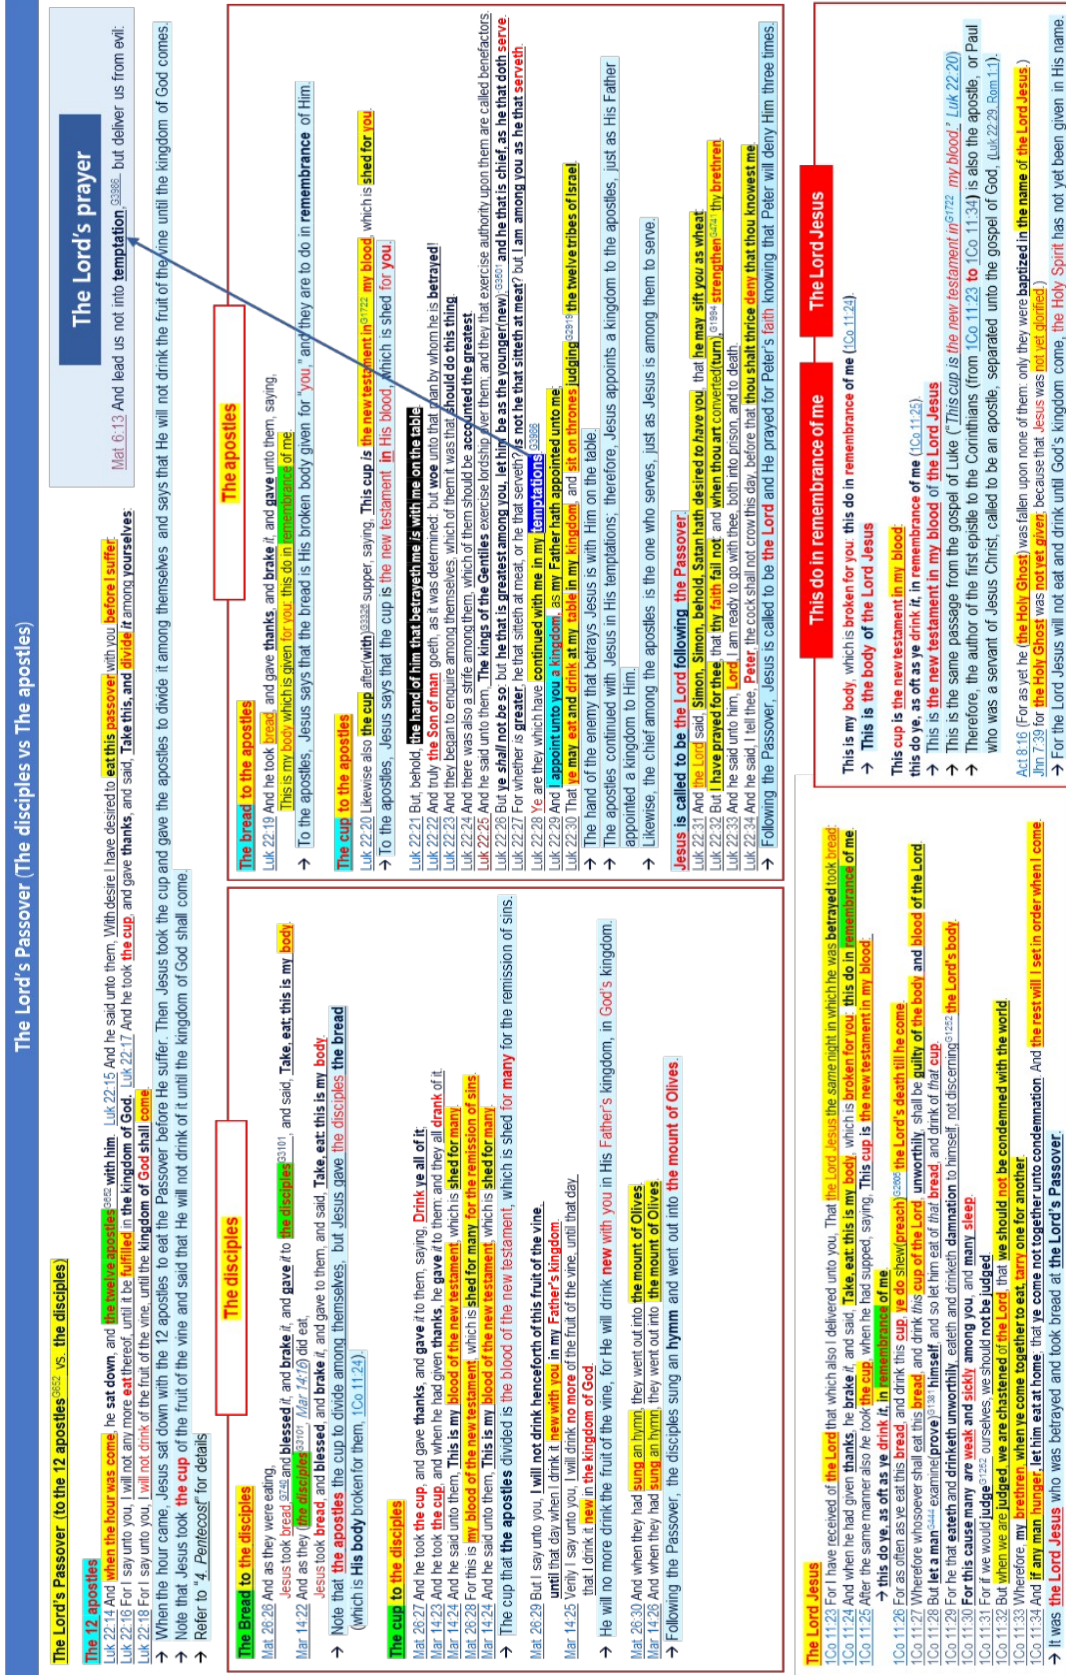 The Lord's Passover (The disciples vs The apostles)
The Lord's Passover (to the 12 apostles G652 vs. the disciples)
The 12 apostles
Luk 22:14 And when the hour was come, he sat down, and the twelve apostles G652 with him. Luk 22:15 And he said unto them, With desire I have desired to eat this passover with you before I suffer:
Luk 22:16 For I say unto you, I will not any more eat thereof, until it be fulfilled in the kingdom of God. Luk 22:17 And he took the cup, and gave thanks, and said, Take this, and divide it among yourselves:
Luk 22:18 For I say unto you, I will not drink of the fruit of the vine, until the kingdom of God shall come.
→ When the hour came, Jesus sat down with the 12 apostles to eat the Passover before He suffer. Then Jesus took the cup and gave the apostles to divide it among themselves and says that He will not drink the fruit of the vine until the kingdom of God comes.
→ Note that Jesus took the cup of the fruit of the vine and said that He will not drink of it until the kingdom of God shall come.
→ Refer to "4. Pentecost" for details
The Lord's prayer
Mat 6:13 And lead us not into temptation, G3986 but deliver us from evil:
The disciples
The Bread to the disciples
Mat 26:26 And as they were eating,
Jesus took bread G740 and blessed it, and brake it, and gave it to the disciples G3101, and said, Take, eat; this is my body.
Mar 14:22 And as they (the disciples G3101, Mar 14:16) did eat,
Jesus took bread, and blessed, and brake it, and gave to them, and said, Take, eat: this is my body.
→ Note that the apostles the cup to divide among themselves, but Jesus gave the disciples the bread
(which is His body broken for them, 1Co 11:24).
The cup to the disciples
Mat 26:27 And he took the cup, and gave thanks, and gave it to them, saying, Drink ye all of it;
Mar 14:23 And he took the cup, and when he had given thanks, he gave it to them: and they all drank of it.
Mar 14:24 And he said unto them, This is my blood of the new testament, which is shed for many.
Mat 26:28 For this is my blood of the new testament, which is shed for many for the remission of sins.
Mar 14:24 And he said unto them, This is my blood of the new testament, which is shed for many.
→ The cup that the apostles divided is the blood of the new testament, which is shed for many for the remission of sins.
Mat 26:29 But I say unto you, I will not drink henceforth of this fruit of the vine,
until that day when I drink it new with you in my Father's kingdom.
Mar 14:25 Verily I say unto you, I will drink no more of the fruit of the vine, until that day
that I drink it new in the kingdom of God.
→ He will no more drink the fruit of the vine, for He will drink new with you in His Father's kingdom, in God's kingdom.
Mat 26:30 And when they had sung an hymn, they went out into the mount of Olives.
Mar 14:26 And when they had sung an hymn, they went out into the mount of Olives.
→ Following the Passover, the disciples sung an hymn and went out into the mount of Olives.
The apostles
The bread to the apostles
Luk 22:19 And he took bread, and gave thanks, and brake it, and gave unto them, saying,
This my body which is given for you: this do in remembrance of me.
→ To the apostles, Jesus says that the bread is His broken body given for "you," and they are to do in remembrance of Him.
The cup to the apostles
Luk 22:20 Likewise also the cup after(with) G3326 supper, saying, This cup is the new testament in G1722 my blood, which is shed for you.
→ To the apostles, Jesus says that the cup is the new testament in His blood, which is shed for you.
Luk 22:21 But, behold, the hand of him that betrayeth me is with me on the table.
Luk 22:22 And truly the Son of man goeth, as it was determined: but woe unto that man by whom he is betrayed!
Luk 22:23 And they began to enquire among themselves, which of them it was that should do this thing.
Luk 22:24 And there was also a strife among them, which of them should be accounted the greatest.
Luk 22:25 And he said unto them, The kings of the Gentiles exercise lordship over them; and they that exercise authority upon them are called benefactors.
Luk 22:26 But ye shall not be so: but he that is greatest among you, let him be as the younger(new); G3501 and he that is chief, as he that doth serve.
Luk 22:27 For whether is greater, he that sitteth at meat, or he that serveth? is not he that sitteth at meat? but I am among you as he that serveth.
Luk 22:28 Ye are they which have continued with me in my temptations. G3986
Luk 22:29 And I appoint unto you a kingdom, as my Father hath appointed unto me;
Luk 22:30 That ye may eat and drink at my table in my kingdom, and sit on thrones judging G2919 the twelve tribes of Israel.
→ The hand of the enemy that betrays Jesus is with Him on the table.
→ The apostles continued with Jesus in His temptations; therefore, Jesus appoints a kingdom to the apostles, just as His Father
appointed a kingdom to Him.
→ Likewise, the chief among the apostles is the one who serves, just as Jesus is among them to serve.
Jesus is called to be the Lord following the Passover
Luk 22:31 And the Lord said, Simon, Simon, behold, Satan hath desired to have you, that he may sift you as wheat:
Luk 22:32 But I have prayed for thee, that thy faith fail not: and when thou art converted(turn), G1994 strengthen G4741 thy brethren.
Luk 22:33 And he said unto him, Lord, I am ready to go with thee, both into prison, and to death.
Luk 22:34 And he said, I tell thee, Peter, the cock shall not crow this day, before that thou shalt thrice deny that thou knowest me.
→ Following the Passover, Jesus is called to be the Lord and He prayed for Peter's faith knowing that Peter will deny Him three times.
The Lord Jesus
1Co 11:23 For I have received of the Lord that which also I delivered unto you, That the Lord Jesus the same night in which he was betrayed took bread:
1Co 11:24 And when he had given thanks, he brake it, and said, Take, eat: this is my body, which is broken for you: this do in remembrance of me.
1Co 11:25 After the same manner also he took the cup, when he had supped, saying, This cup is the new testament in my blood:
→ this do ye, as oft as ye drink it, in remembrance of me.
1Co 11:26 For as often as ye eat this bread, and drink this cup, ye do shew(preach) G2605 the Lord's death till he come.
1Co 11:27 Wherefore whosoever shall eat this bread, and drink this cup of the Lord, unworthily, shall be guilty of the body and blood of the Lord.
1Co 11:28 But let a man G444 examine(prove) G1381 himself, and so let him eat of that bread, and drink of that cup.
1Co 11:29 For he that eateth and drinketh unworthily, eateth and drinketh damnation to himself, not discerning G1252 the Lord's body.
1Co 11:30 For this cause many are weak and sickly among you, and many sleep.
1Co 11:31 For if we would judge G1252 ourselves, we should not be judged.
1Co 11:32 But when we are judged, we are chastened of the Lord, that we should not be condemned with the world.
1Co 11:33 Wherefore, my brethren, when ye come together to eat, tarry one for another.
1Co 11:34 And if any man hunger, let him eat at home; that ye come not together unto condemnation. And the rest will I set in order when I come.
→ It was the Lord Jesus who was betrayed and took bread at the Lord's Passover.
This do in remembrance of me
The Lord Jesus
This is my body, which is broken for you: this do in remembrance of me (1Co 11:24).
→ This is the body of the Lord Jesus
This cup is the new testament in my blood:
this do ye, as oft as ye drink it, in remembrance of me (1Co 11:25).
→ This is the new testament in my blood of the Lord Jesus
→ This is the same passage from the gospel of Luke ("This cup is the new testament in G1722 my blood," Luk 22:20)
→ Therefore, the author of the first epistle to the Corinthians (from 1Co 11:23 to 1Co 11:34) is also the apostle, or Paul
who was a servant of Jesus Christ, called to be an apostle, separated unto the gospel of God, (Luk 22:29, Rom 1:1).
Act 8:16 (For as yet he (the Holy Ghost) was fallen upon none of them: only they were baptized in the name of the Lord Jesus.)
Jhn 7:39 for the Holy Ghost was not yet given; because that Jesus was not yet glorified.)
→ For the Lord Jesus will not eat and drink until God's kingdom come, the Holy Spirit has not yet been given in His name.